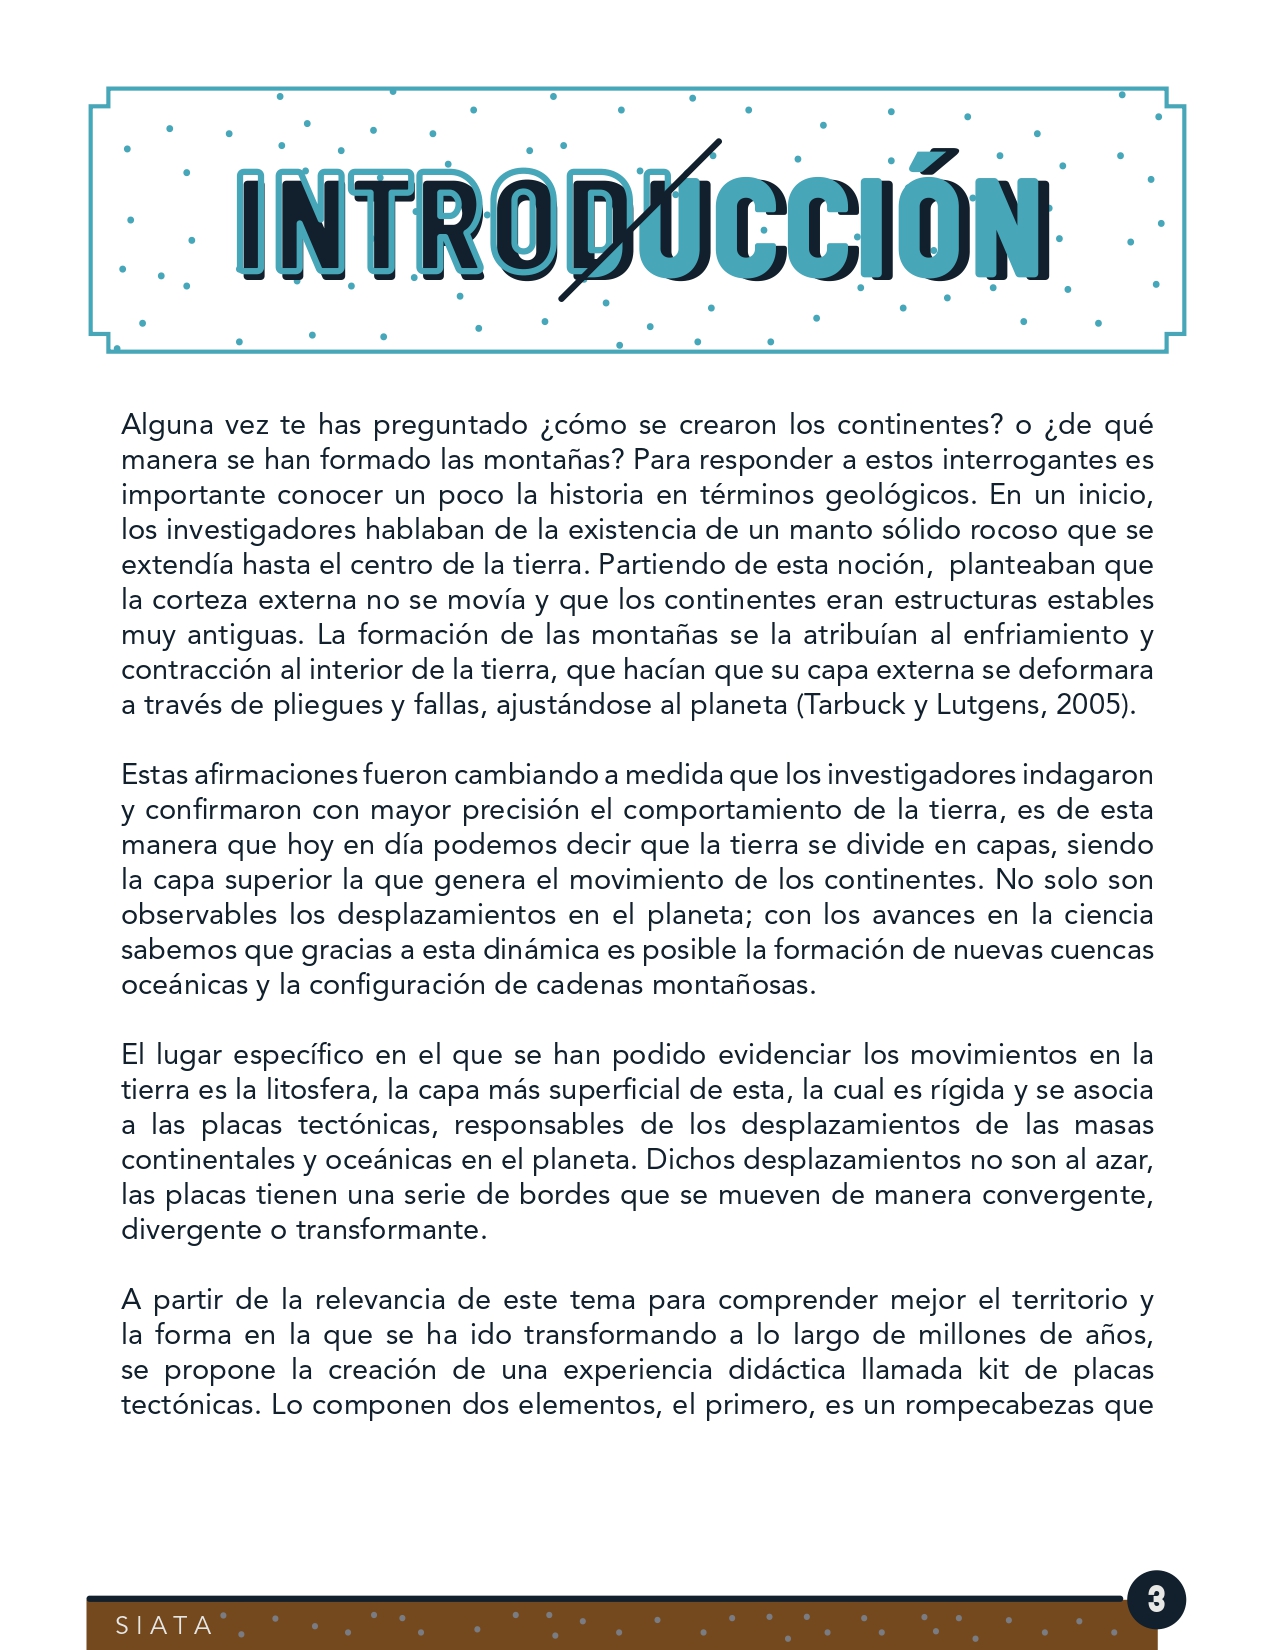 INTRODUCCIÓN
Alguna vez te has preguntado ¿cómo se crearon los continentes? o ¿de qué
manera se han formado las montañas? Para responder a estos interrogantes es
importante conocer un poco la historia en términos geológicos. En un inicio,
los investigadores hablaban de la existencia de un manto sólido rocoso que se
extendía hasta el centro de la tierra. Partiendo de esta noción, planteaban que
la corteza externa no se movía y que los continentes eran estructuras estables
muy antiguas. La formación de las montañas se la atribuían al enfriamiento y
contracción al interior de la tierra, que hacían que su capa externa se deformara
a través de pliegues y fallas, ajustándose al planeta (Tarbuck y Lutgens, 2005).
Estas afirmaciones fueron cambiando a medida que los investigadores indagaron
y confirmaron con mayor precisión el comportamiento de la tierra, es de esta
manera que hoy en día podemos decir que la tierra se divide en capas, siendo
la capa superior la que genera el movimiento de los continentes. No solo son
observables los desplazamientos en el planeta; con los avances en la ciencia
sabemos que gracias a esta dinámica es posible la formación de nuevas cuencas
oceánicas y la configuración de cadenas montañosas.
El lugar específico en el que se han podido evidenciar los movimientos en la
tierra es la litosfera, la capa más superficial de esta, la cual es rígida y se asocia
a las placas tectónicas, responsables de los desplazamientos de las masas
continentales y oceánicas en el planeta. Dichos desplazamientos no son al azar,
las placas tienen una serie de bordes que se mueven de manera convergente,
divergente o transformante.
A partir de la relevancia de este tema para comprender mejor el territorio y
la forma en la que se ha ido transformando a lo largo de millones de años,
se propone la creación de una experiencia didáctica llamada kit de placas
tectónicas. Lo componen dos elementos, el primero, es un rompecabezas que
SIATA
3